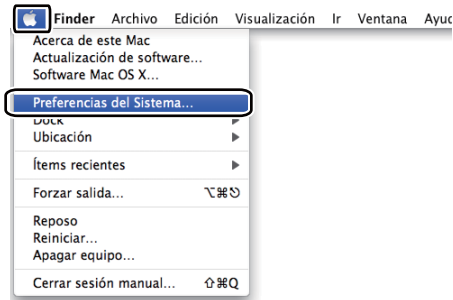 Finder Archivo Edición Visualización Ir Ventana
Acerca de este Mac
Actualización de software...
Software Mac OS X...
Preferencias del Sistema...
Dock
Ubicación
Ítems recientes
Forzar salida... ⌥⌘⎋
Reposo
Reiniciar...
Apagar equipo...
Cerrar sesión manual... ⇧⌘Q